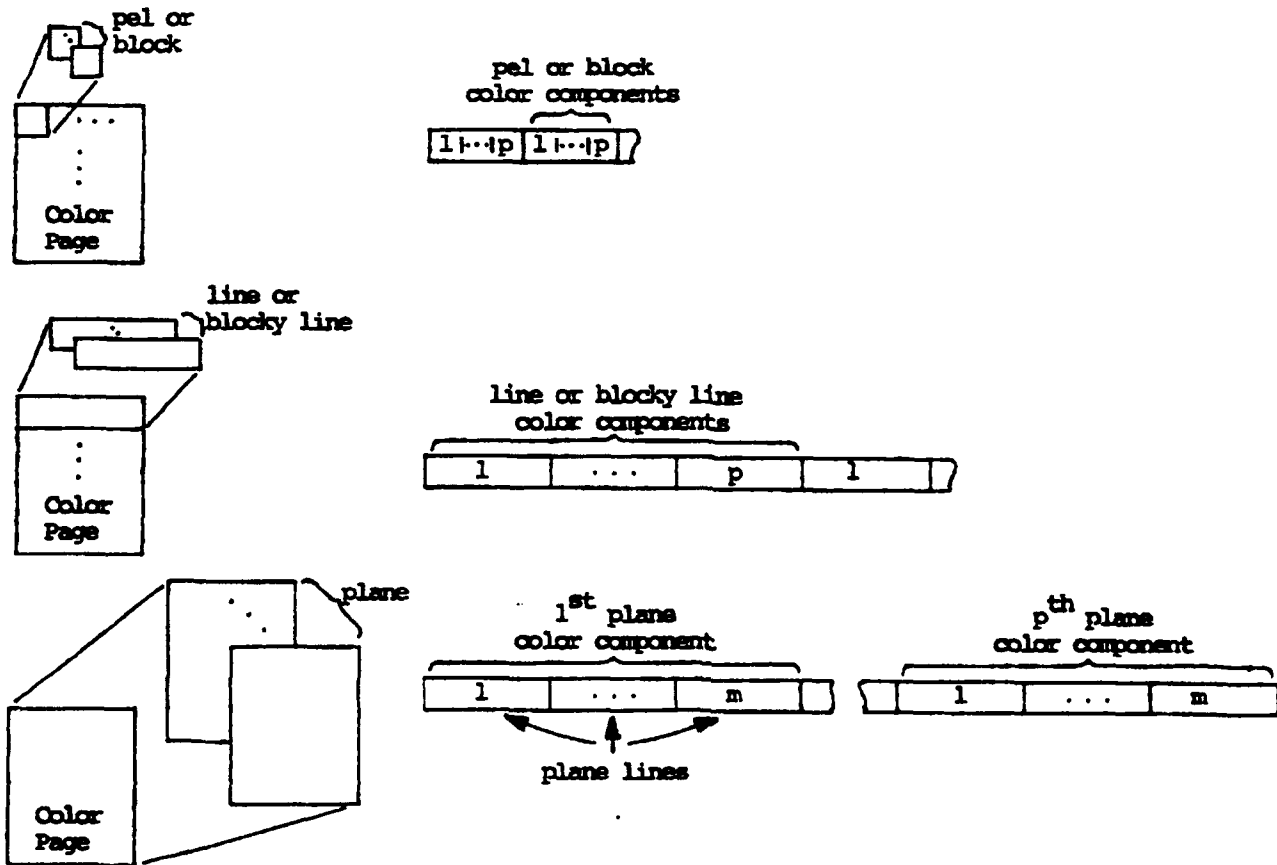 pel or
block
pel or block
color components
1 ... p 1 ... p
. . .
Color
Page
line or
blocky line
line or blocky line
color components
1 . . . p 1
Color
Page
plane
1st plane
color component
pth plane
color component
1 . . . m
1 . . . m
plane lines
Color
Page